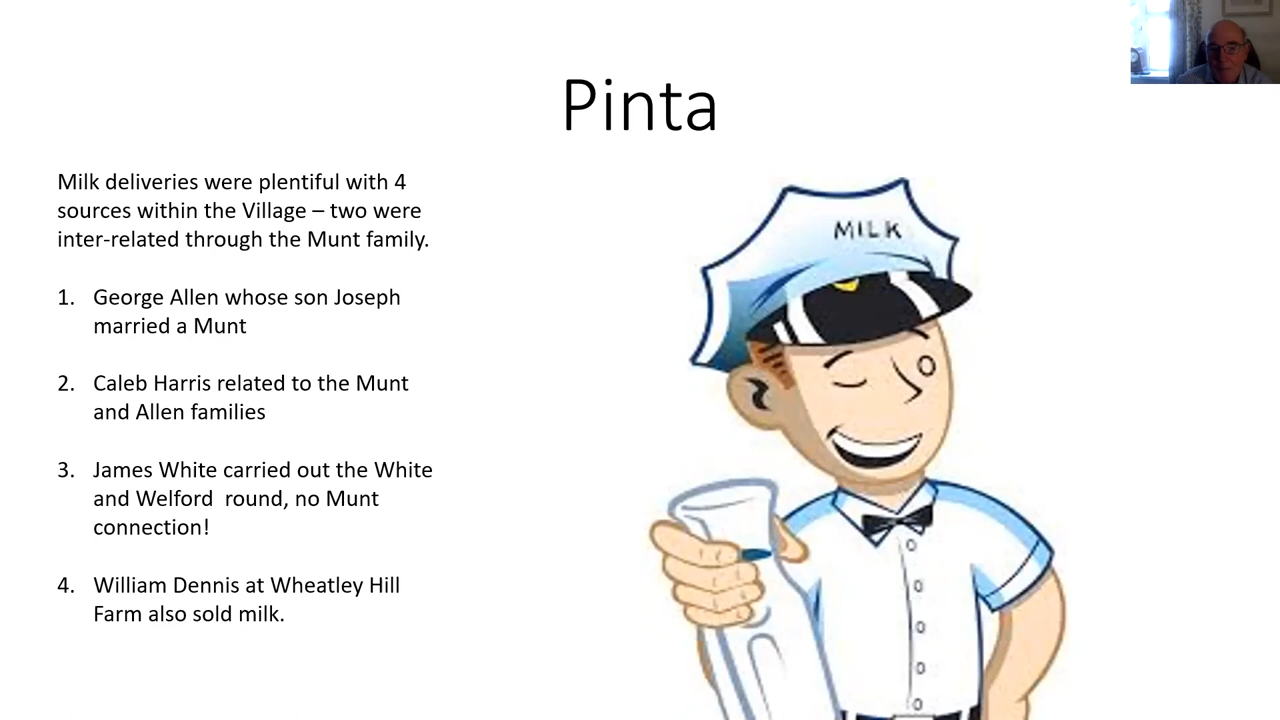 Pinta
Milk deliveries were plentiful with 4
sources within the Village – two were
inter-related through the Munt family.
1. George Allen whose son Joseph
married a Munt
2. Caleb Harris related to the Munt
and Allen families
3. James White carried out the White
and Welford  round, no Munt
connection!
4. William Dennis at Wheatley Hill
Farm also sold milk.
MILK